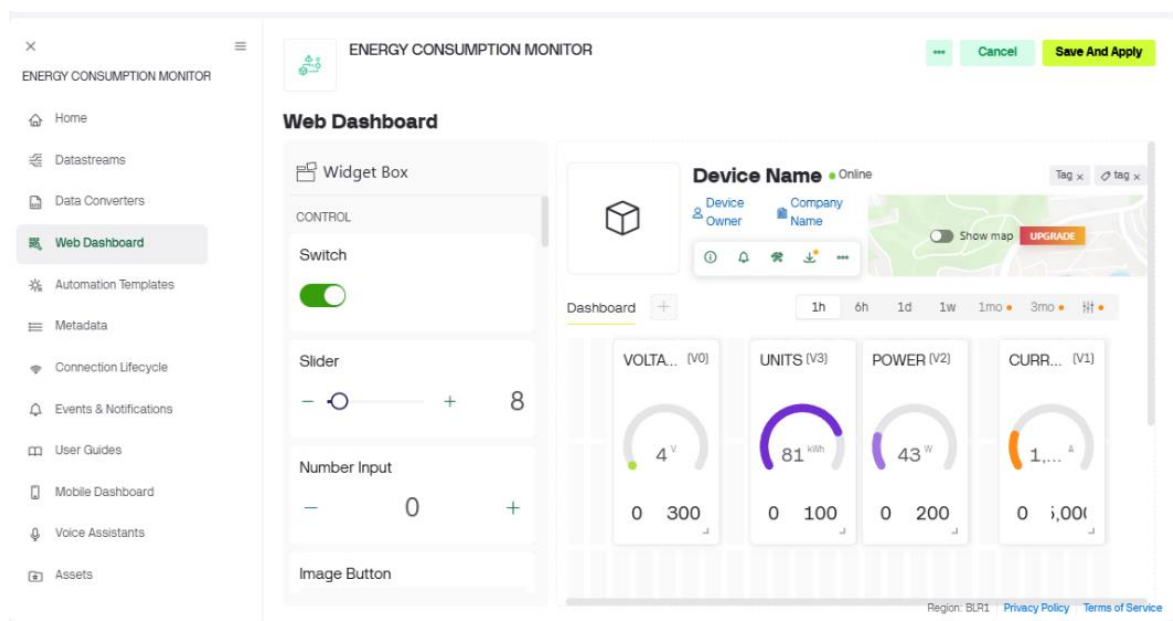 ENERGY CONSUMPTION MONITOR
Home
Datastreams
Data Converters
Web Dashboard
Automation Templates
Metadata
Connection Lifecycle
Events & Notifications
User Guides
Mobile Dashboard
Voice Assistants
Assets
ENERGY CONSUMPTION MONITOR
Cancel
Save And Apply
Web Dashboard
Widget Box
CONTROL
Switch
Slider
8
Number Input
0
Image Button
Device Name Online
Tag tag
Device Owner
Company Name
Show map UPGRADE
Dashboard
1h 6h 1d 1w 1mo 3mo
VOLTA... (V0)
4 V
0 300
UNITS (V3)
81 kWh
0 100
POWER (V2)
43 W
0 200
CURR... (V1)
1,... A
0
Region: BLR1 Privacy Policy Terms of Service